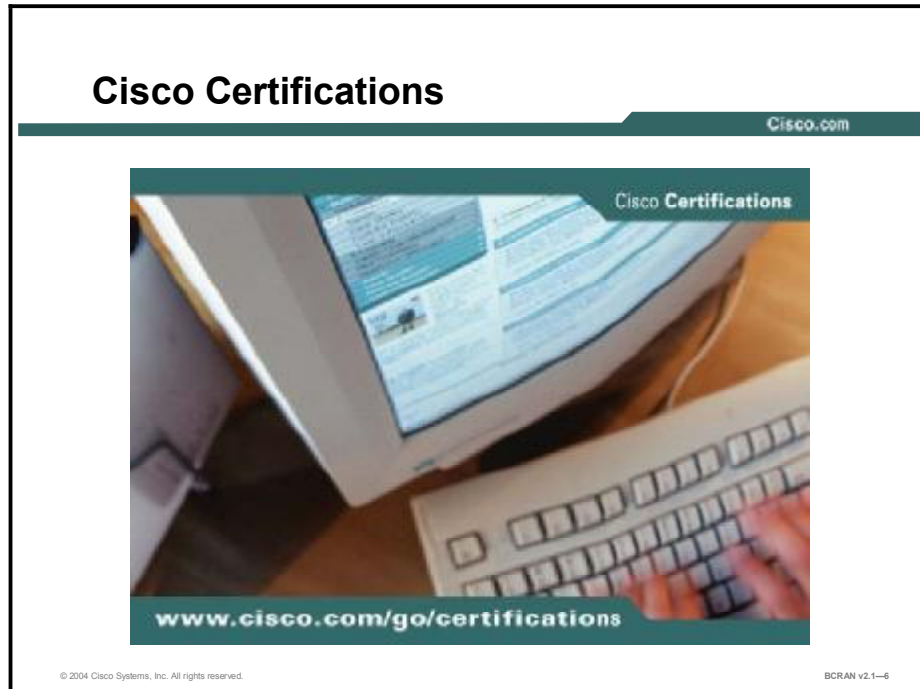 Cisco Certifications
Cisco.com
Cisco Certifications
www.cisco.com/go/certifications
© 2004 Cisco Systems, Inc. All rights reserved.
BCRAN v2.1—6